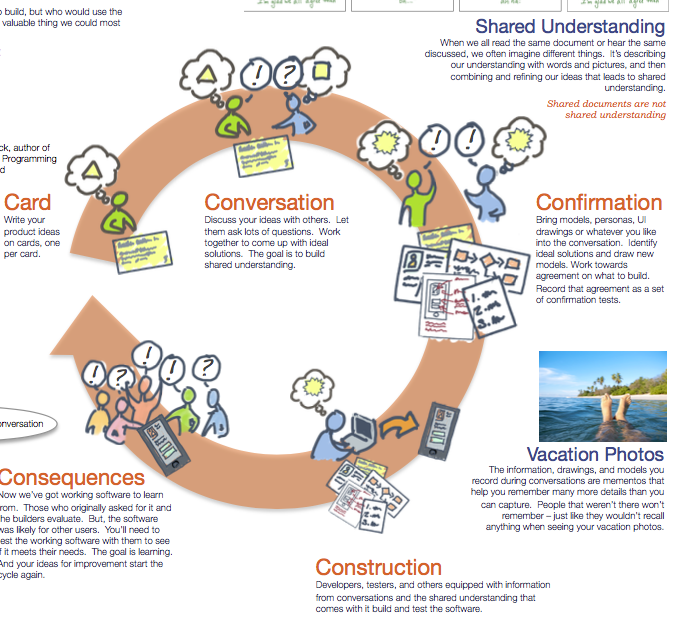 o build, but who would use the
valuable thing we could most
Shared Understanding
When we all read the same document or hear the same
discussed, we often imagine different things. It's describing
our understanding with words and pictures, and then
combining and refining our ideas that leads to shared
understanding.
Shared documents are not
shared understanding
ck, author of
Programming
d
Card
Write your
product ideas
on cards, one
per card.
Conversation
Discuss your ideas with others. Let
them ask lots of questions. Work
together to come up with ideal
solutions. The goal is to build
shared understanding.
Confirmation
Bring models, personas, UI
drawings or whatever you like
into the conversation. Identify
ideal solutions and draw new
models. Work towards
agreement on what to build.
Record that agreement as a set
of confirmation tests.
! ?
! !
1.
2.
3.
! ? ! ! ?
onversation
Vacation Photos
The information, drawings, and models you
record during conversations are mementos that
help you remember many more details than you
can capture. People that weren't there won't
remember – just like they wouldn't recall
anything when seeing your vacation photos.
Consequences
Now we've got working software to learn
rom. Those who originally asked for it and
he builders evaluate. But, the software
was likely for other users. You'll need to
est the working software with them to see
f it meets their needs. The goal is learning.
And your ideas for improvement start the
cycle again.
Construction
Developers, testers, and others equipped with information
from conversations and the shared understanding that
comes with it build and test the software.